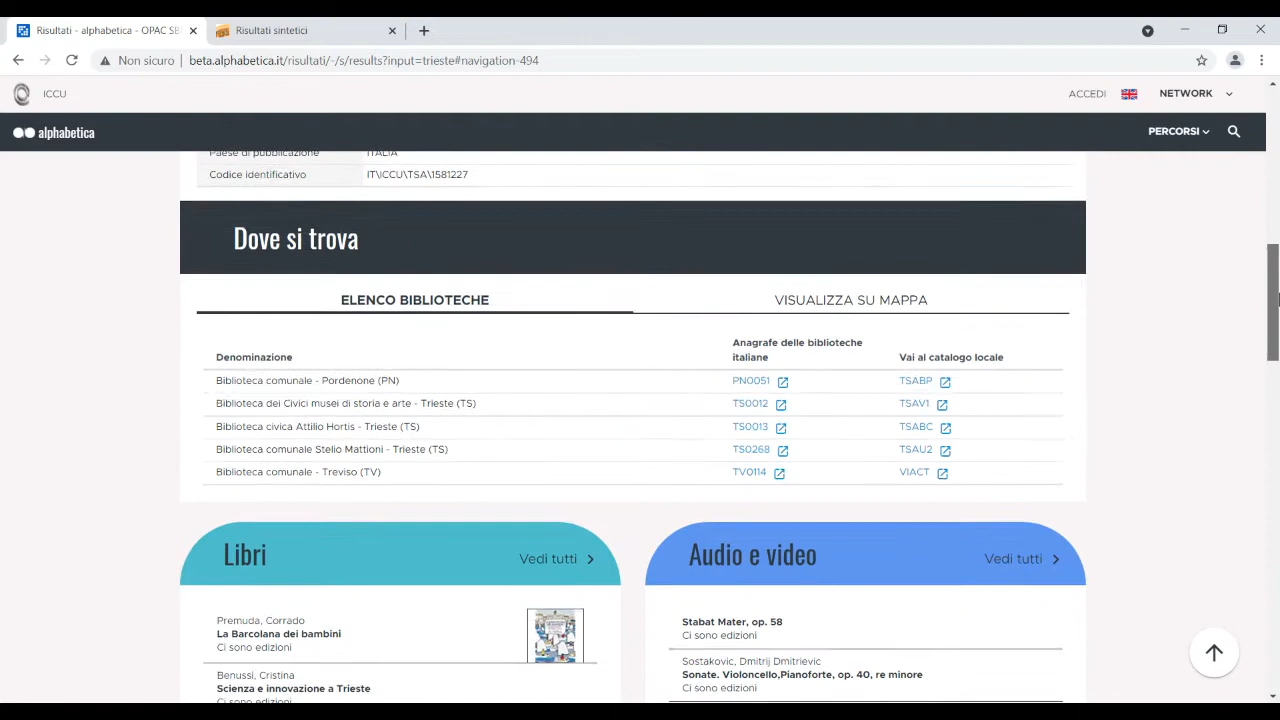 Risultati - alphabetica - OPAC SB
Risultati sintetici
Non sicuro
beta.alphabetica.it/risultati/-/s/results?input=trieste#navigation-494
ICCU
ACCEDI
NETWORK
alphabetica
PERCORSI
Paese di pubblicazione ITALIA
Codice identificativo IT\ICCU\TSA\1581227
Dove si trova
ELENCO BIBLIOTECHE
VISUALIZZA SU MAPPA
Denominazione
Anagrafe delle biblioteche
italiane
Vai al catalogo locale
Biblioteca comunale - Pordenone (PN) PN0051 TSABP
Biblioteca dei Civici musei di storia e arte - Trieste (TS) TS0012 TSAV1
Biblioteca civica Attilio Hortis - Trieste (TS) TS0013 TSABC
Biblioteca comunale Stelio Mattioni - Trieste (TS) TS0268 TSAU2
Biblioteca comunale - Treviso (TV) TV0114 VIACT
Libri
Vedi tutti
Premuda, Corrado
La Barcolana dei bambini
Ci sono edizioni
Benussi, Cristina
Scienza e innovazione a Trieste
Ci sono edizioni
Audio e video
Vedi tutti
Stabat Mater, op. 58
Ci sono edizioni
Sostakovic, Dmitrij Dmitrievic
Sonate. Violoncello,Pianoforte, op. 40, re minore
Ci sono edizioni